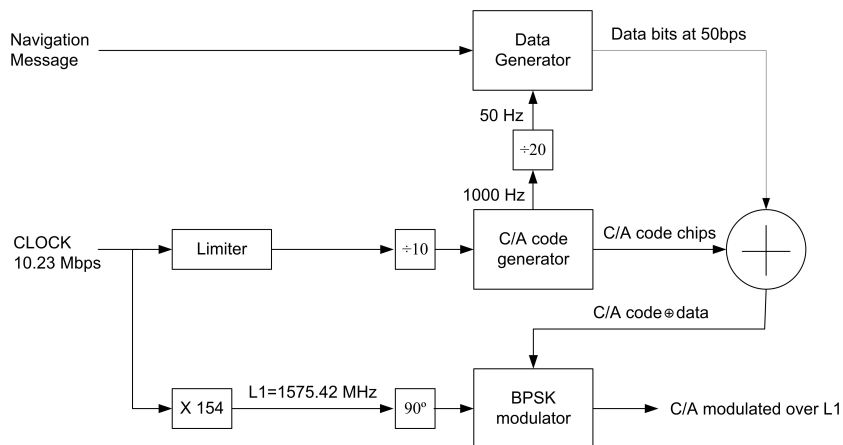 Navigation
Message
Data
Generator
Data bits at 50bps
50 Hz
÷20
1000 Hz
CLOCK
10.23 Mbps
Limiter
÷10
C/A code
generator
C/A code chips
C/A code⊕data
X 154
L1=1575.42 MHz
90º
BPSK
modulator
C/A modulated over L1